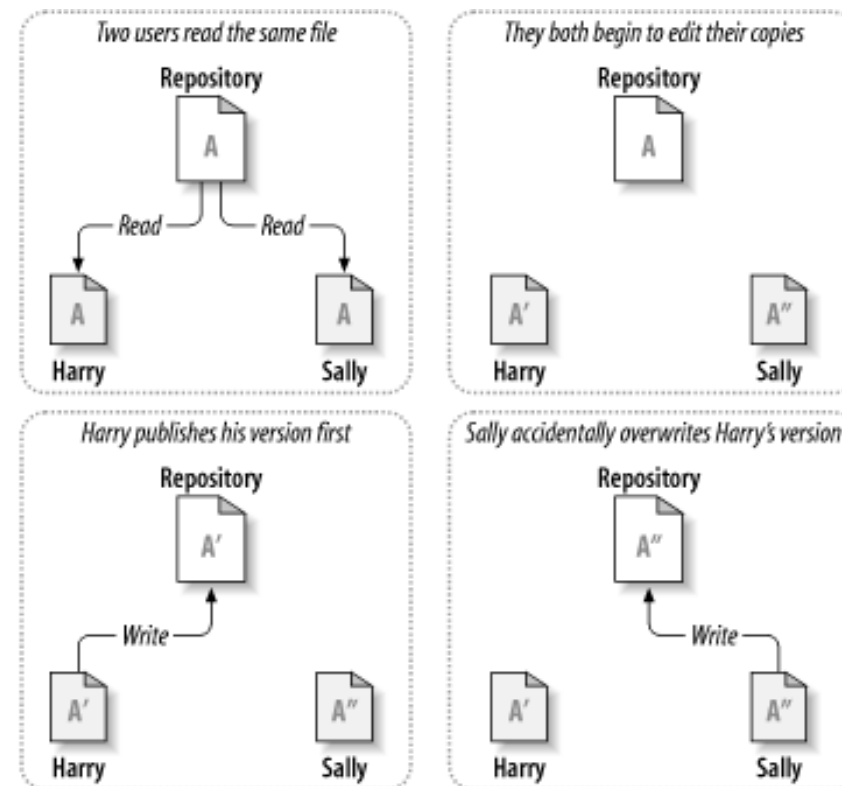 Two users read the same file
Repository
A
Read
Read
A
A
Harry
Sally
They both begin to edit their copies
Repository
A
A′
A″
Harry
Sally
Harry publishes his version first
Repository
A′
Write
A′
A″
Harry
Sally
Sally accidentally overwrites Harry's version
Repository
A″
Write
A′
A″
Harry
Sally